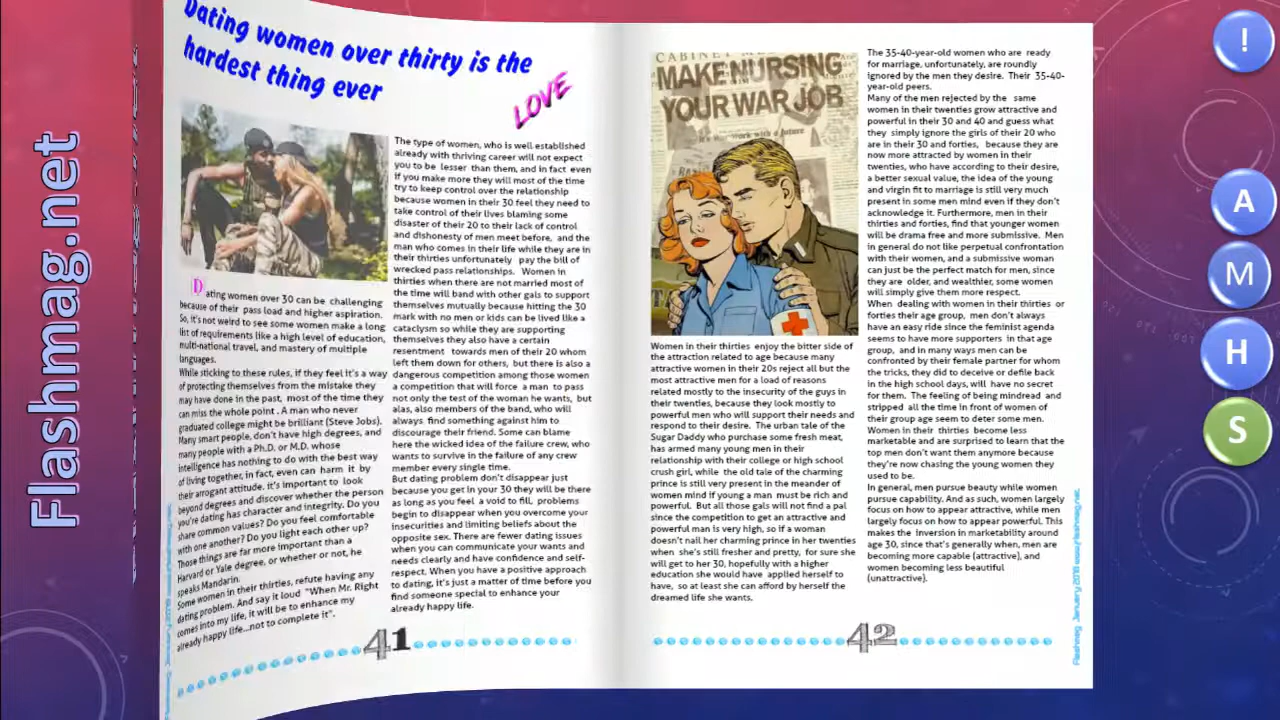 Flashmag.net
Dating women over thirty is the
hardest thing ever
LOVE
Dating women over 30 can be challenging
because of their pass load and higher aspiration.
So, it's not weird to see some women make a long
list of requirements like a high level of education,
multi-national travel, and mastery of multiple
languages.
While sticking to these rules, if they feel it's a way
of protecting themselves from the mistake they
may have done in the past, most of the time they
can miss the whole point . A man who never
graduated college might be brilliant (Steve Jobs).
Many smart people, don't have high degrees, and
many people with a Ph.D. or M.D. whose
intelligence has nothing to do with the best way
of living together, in fact, even can harm it by
their arrogant attitude. it's important to look
beyond degrees and discover whether the person
you're dating has character and integrity. Do you
share common values? Do you feel comfortable
with one another? Do you light each other up?
Those things are far more important than a
Harvard or Yale degree, or whether or not, he
speaks Mandarin.
Some women in their thirties, refute having any
dating problem. And say it loud "When Mr. Right
comes into my life, it will be to enhance my
already happy life...not to complete it".
The type of women, who is well established
already with thriving career will not expect
you to be lesser than them, and in fact even
if you make more they will most of the time
try to keep control over the relationship
because women in their 30 feel they need to
take control of their lives blaming some
disaster of their 20 to their lack of control
and dishonesty of men meet before, and the
man who comes in their life while they are in
their thirties unfortunately pay the bill of
wrecked pass relationships. Women in
thirties when are not married most of
the time will band with other gals to support
themselves mutually because hitting the 30
mark with no men or kids can be lived like a
cataclysm so while they are supporting
themselves they also have a certain
resentment towards men of their 20 whom
left them down for others, but there is also a
dangerous competition among those women
a competition that will force a man to pass
not only the test of the woman he wants, but
alas, also members of the band, who will
always find something against him to
discourage their friend. Some can blame
here the wicked idea of the failure crew, who
wants to survive in the failure of any crew
member every single time.
But dating problem don't disappear just
because you get in your 30 they will be there
as long as you feel a void to fill, problems
begin to disappear when you overcome your
insecurities and limiting beliefs about the
opposite sex. There are fewer dating issues
when you can communicate your wants and
needs clearly and have confidence and self-
respect. When you have a positive approach
to dating, it's just a matter of time before you
find someone special to enhance your
already happy life.
41
MAKE NURSING
YOUR WAR JOB
work with a future
Women in their thirties enjoy the bitter side of
the attraction related to age because many
attractive women in their 20s reject all but the
most attractive men for a load of reasons
related mostly to the insecurity of the guys in
their twenties, because they look mostly to
powerful men who will support their needs and
respond to their desire. The urban tale of the
Sugar Daddy who purchase some fresh meat,
has armed many young men in their
relationship with their college or high school
crush girl, while the old tale of the charming
prince is still very present in the meander of
women mind if young a man must be rich and
powerful. But all those gals will not find a pal
since the competition to get an attractive and
powerful man is very high, so if a woman
doesn't nail her charming prince in her twenties
when she's still fresher and pretty, for sure she
will get to her 30, hopefully with a higher
education she would have applied herself to
have, so at least she can afford by herself the
dreamed life she wants.
The 35-40-year-old women who are ready
for marriage, unfortunately, are roundly
ignored by the men they desire. Their 35-40-
year-old peers.
Many of the men rejected by the same
women in their twenties grow attractive and
powerful in their 30 and 40 and guess what
they simply ignore the girls of their 20 who
are in their 30 and forties, because they are
now more attracted by women in their
twenties, who have according to their desire,
a better sexual value, the idea of the young
and virgin fit to marriage is still very much
present in some men mind even if they don't
acknowledge it. Furthermore, men in their
thirties and forties, find that younger women
will be drama free and more submissive. Men
in general do not like perpetual confrontation
with their women, and a submissive woman
can just be the perfect match for men, since
they are older, and wealthier, some women
will simply give them more respect.
When dealing with women in their thirties or
forties their age group, men don't always
have an easy ride since the feminist agenda
seems to have more supporters in that age
group, and in many ways men can be
confronted by their female partner for whom
the tricks, they did to deceive or defile back
in the high school days, will have no secret
for them. The feeling of being mindread and
stripped all the time in front of women of
their group age seem to deter some men.
Women in their thirties become less
marketable and are surprised to learn that the
top men don't want them anymore because
they're now chasing the young women they
used to be.
In general, men pursue beauty while women
pursue capability. And as such, women largely
focus on how to appear attractive, while men
largely focus on how to appear powerful. This
makes the inversion in marketability around
age 30, since that's generally when, men are
becoming more capable (attractive), and
women becoming less beautiful
(unattractive).
42
Flashmag January 2018 www.flashmag.net
!
A
M
H
S